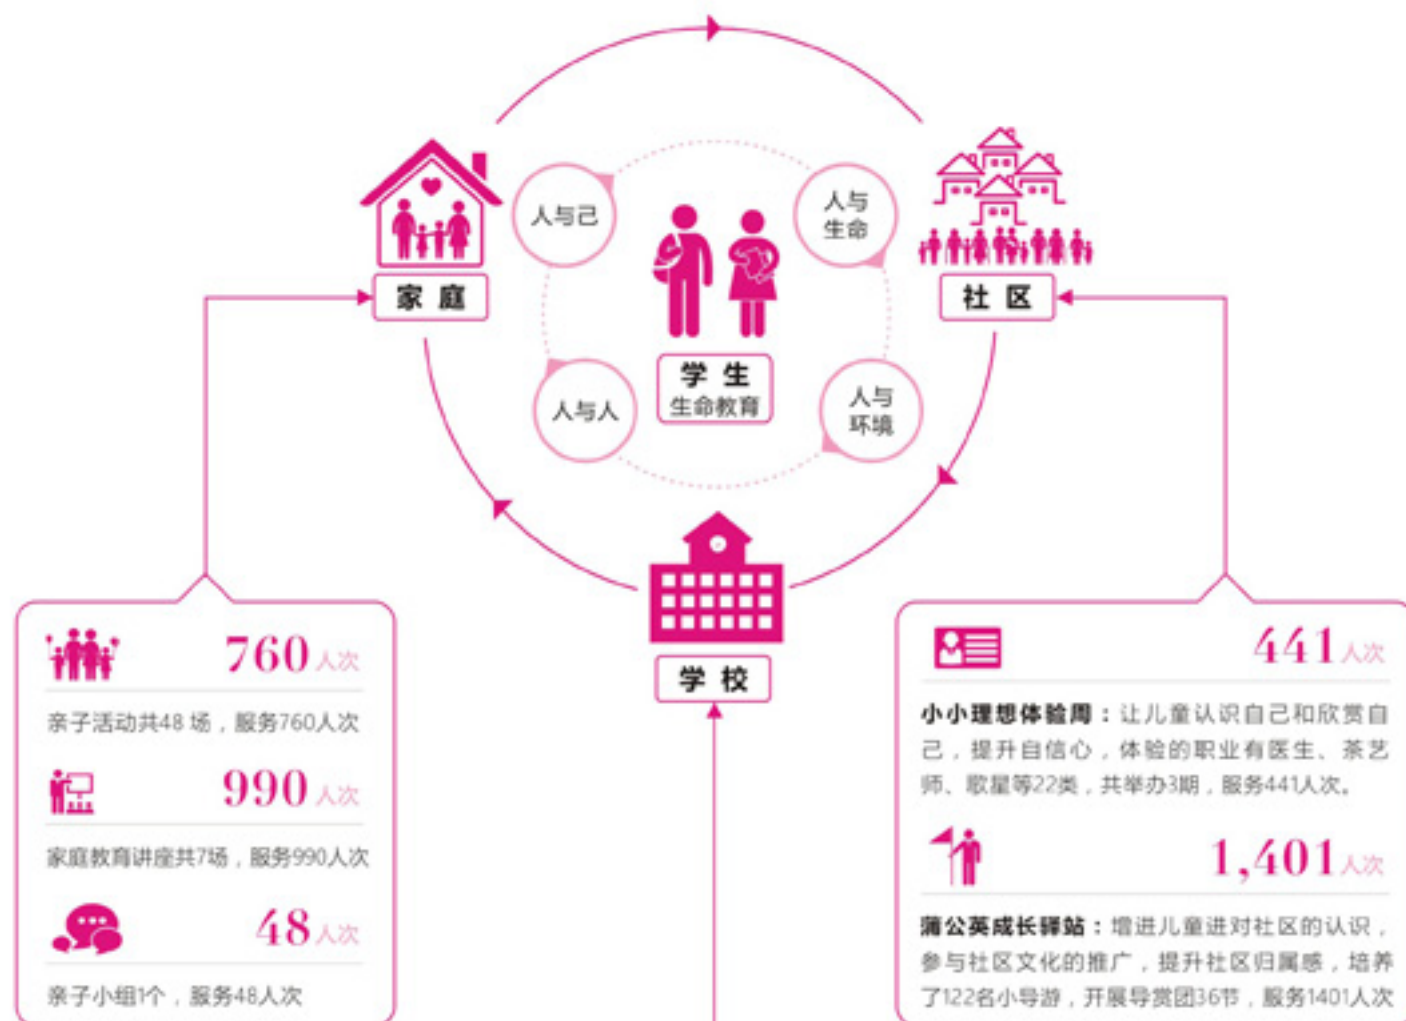 人与己
人与
生命
家庭
社区
学生
生命教育
人与人
人与
环境
学校
760人次
亲子活动共48 场，服务760人次
990人次
家庭教育讲座共7场，服务990人次
48人次
亲子小组1个，服务48人次
441人次
小小理想体验周：让儿童认识自己和欣赏自
己，提升自信心，体验的职业有医生、茶艺
师、歌星等22类，共举办3期，服务441人次。
1,401人次
蒲公英成长驿站：增进儿童进对社区的认识，
参与社区文化的推广，提升社区归属感，培养
了122名小导游，开展导赏团36节，服务1401人次